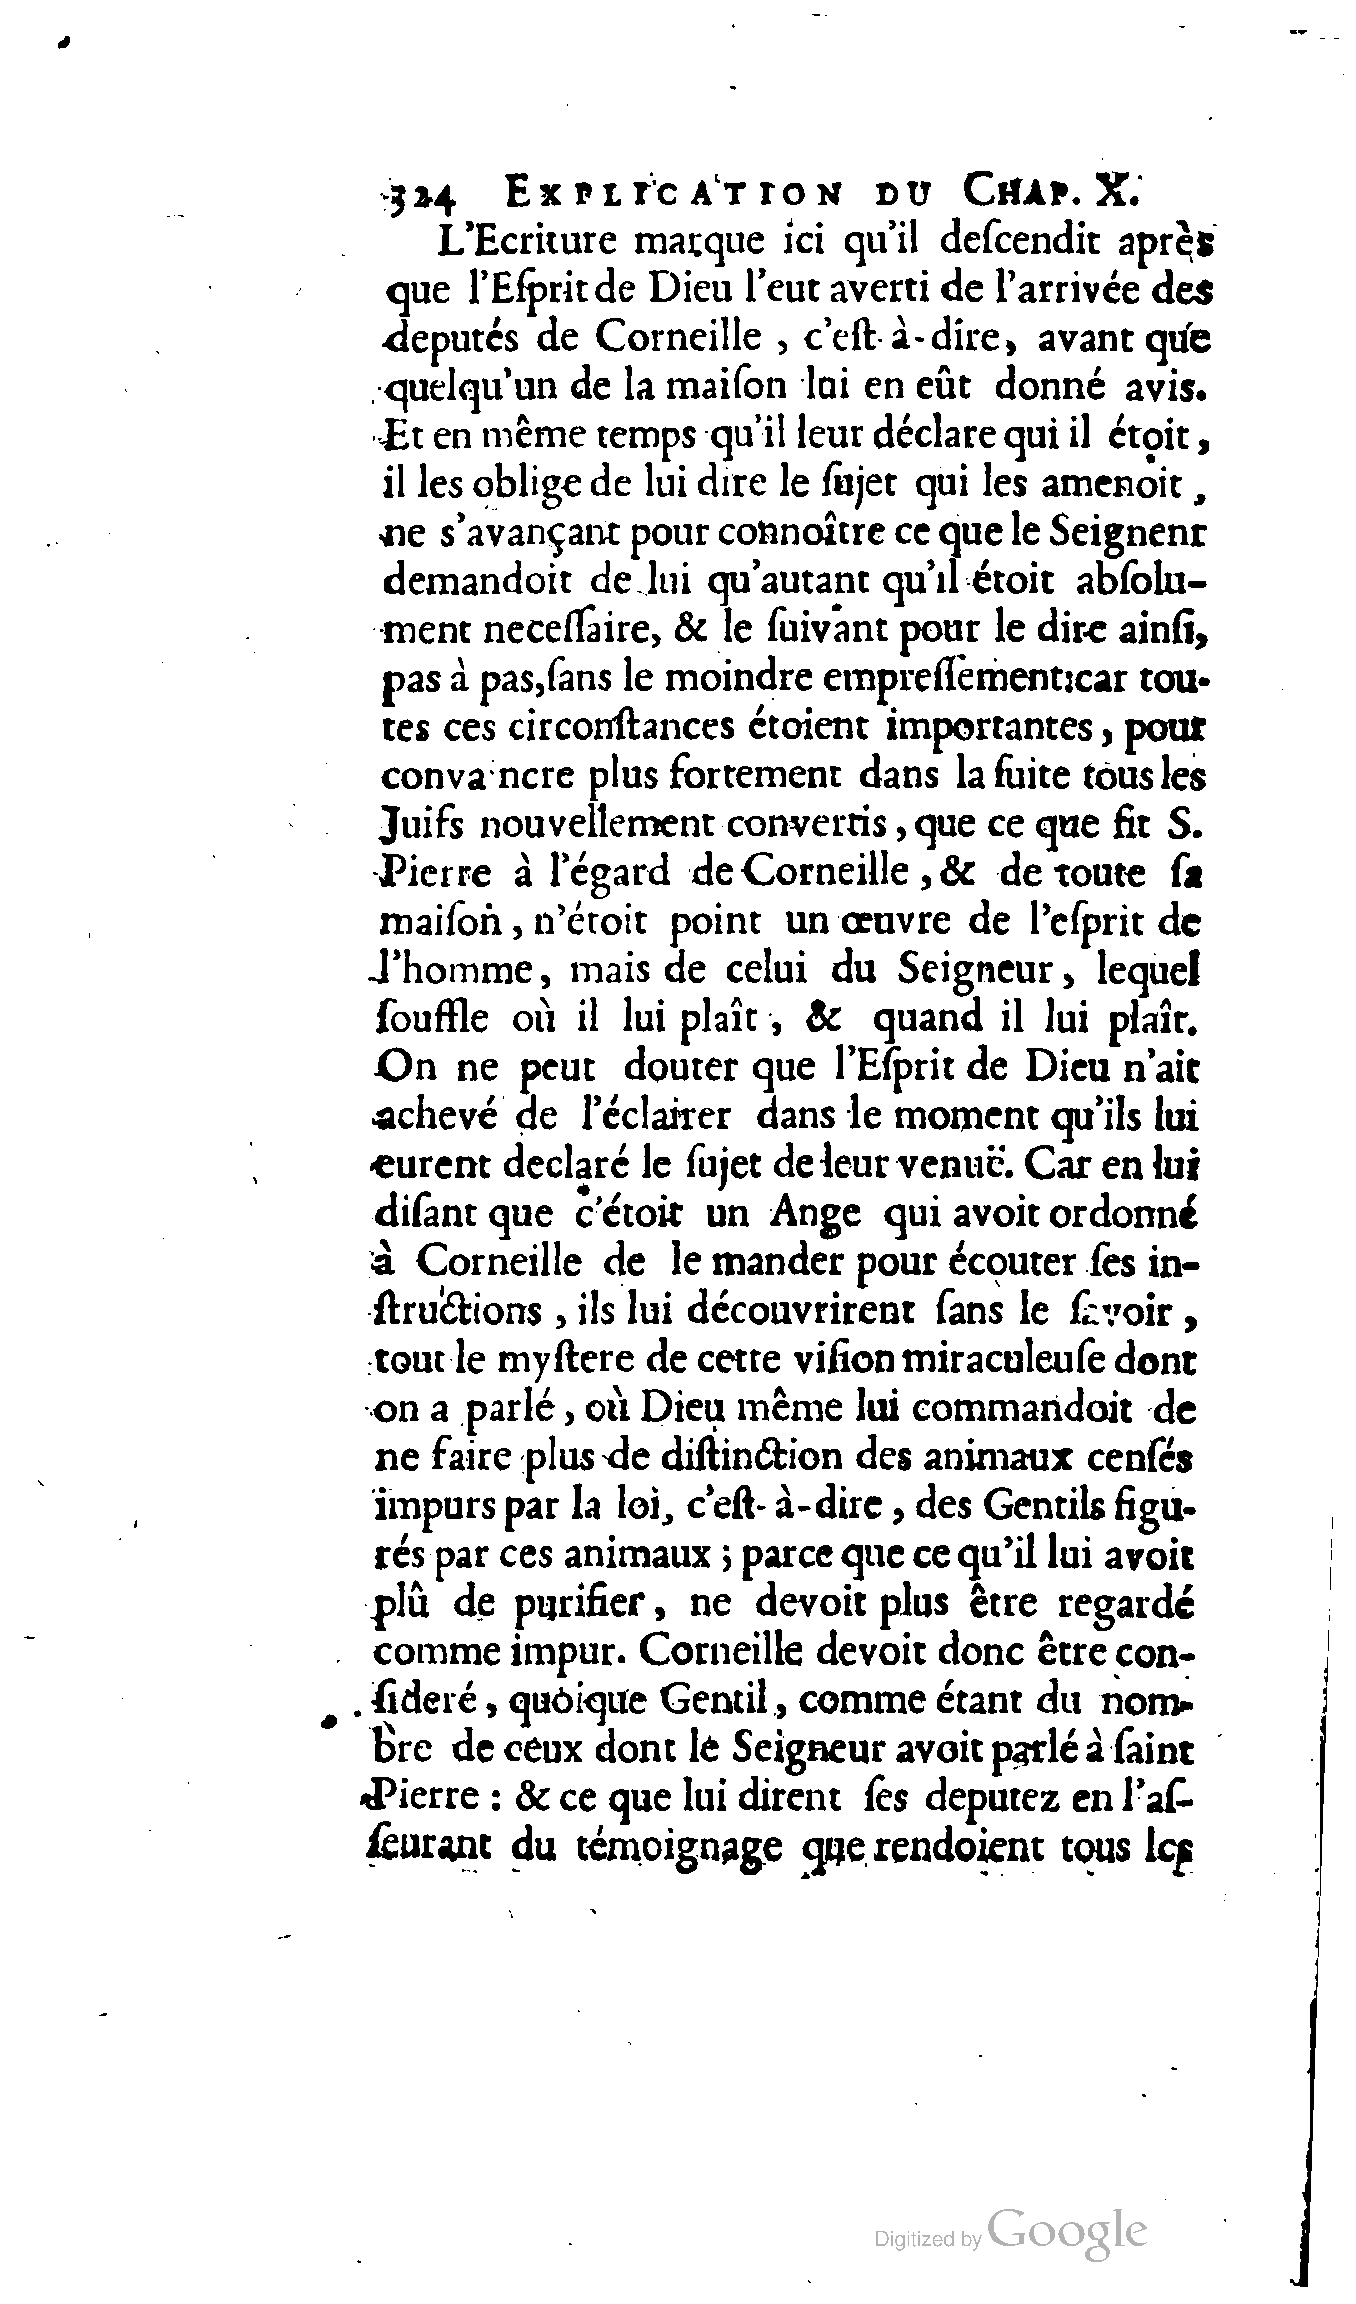 324 EXPLICATION DU CHAP. X.
L'Ecriture marque ici qu'il deſcendit après
que l'Eſprit de Dieu l'eut averti de l'arrivée des
deputés de Corneille, c'eſt-à-dire, avant que
quelqu'un de la maiſon lui en eût donné avis.
Et en même temps qu'il leur déclare qui il étoit,
il les oblige de lui dire le ſujet qui les amenoit,
ne s'avançant pour connoître ce que le Seignent
demandoit de lui qu'autant qu'il étoit abſolu-
ment neceſſaire, & le ſuivant pour le dire ainſi,
pas à pas, ſans le moindre empreſſement: car tou-
tes ces circonſtances étoient importantes, pour
convaincre plus fortement dans la ſuite tous les
Juifs nouvellement convertis, que ce que fit S.
Pierre à l'égard de Corneille, & de toute ſa
maiſon, n'étoit point un œuvre de l'eſprit de
l'homme, mais de celui du Seigneur, lequel
ſouffle où il lui plaît, & quand il lui plaît.
On ne peut douter que l'Eſprit de Dieu n'ait
achevé de l'éclairer dans le moment qu'ils lui
eurent declaré le ſujet de leur venuë. Car en lui
diſant que c'étoit un Ange qui avoit ordonné
à Corneille de le mander pour écouter ſes in-
ſtructions, ils lui découvrirent ſans le ſavoir,
tout le myſtere de cette viſion miraculeuſe dont
on a parlé, où Dieu même lui commandoit de
ne faire plus de diſtinction des animaux cenſés
impurs par la loi, c'eſt-à-dire, des Gentils figu-
rés par ces animaux; parce que ce qu'il lui avoit
plû de purifier, ne devoit plus être regardé
comme impur. Corneille devoit donc être con-
ſideré, quoique Gentil, comme étant du nom-
bre de ceux dont le Seigneur avoit parlé à ſaint
Pierre: & ce que lui dirent ſes deputez en l'aſ-
ſeurant du témoignage que rendoient tous les
Digitized by Google